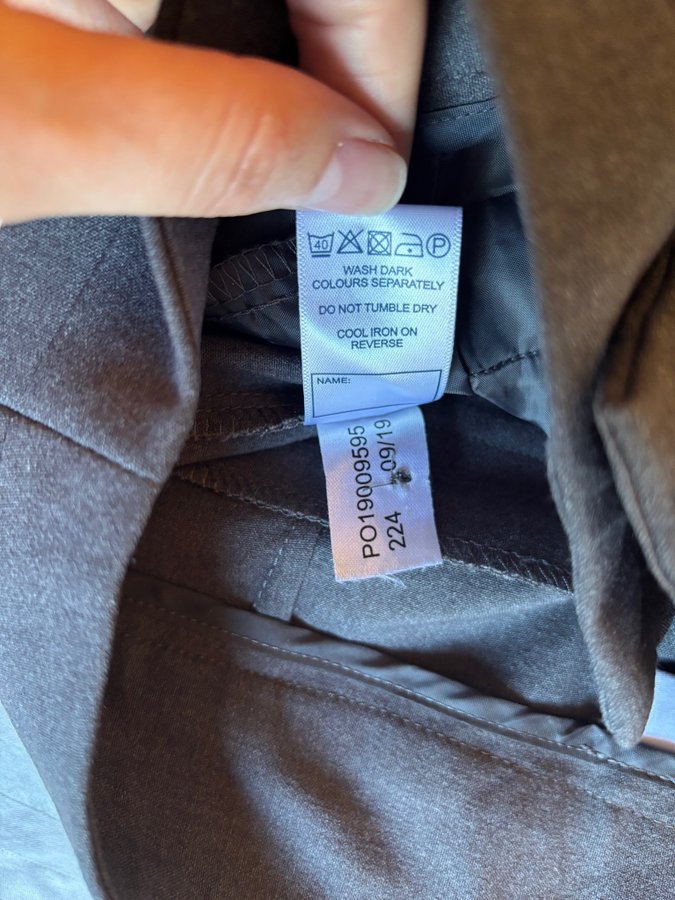 40 P
WASH DARK
COLOURS SEPARATELY
DO NOT TUMBLE DRY
COOL IRON ON
REVERSE
NAME:
PO19009595
224 09/19